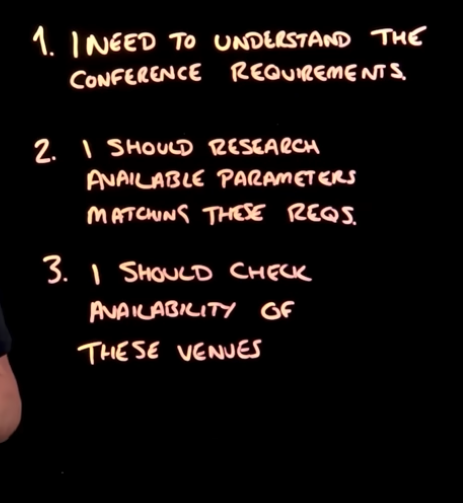 1. I NEED TO UNDERSTAND THE
CONFERENCE REQUIREMENTS.
2. I SHOULD RESEARCH
AVAILABLE PARAMETERS
MATCHING THESE REQS.
3. I SHOULD CHECK
AVAILABILITY OF
THESE VENUES